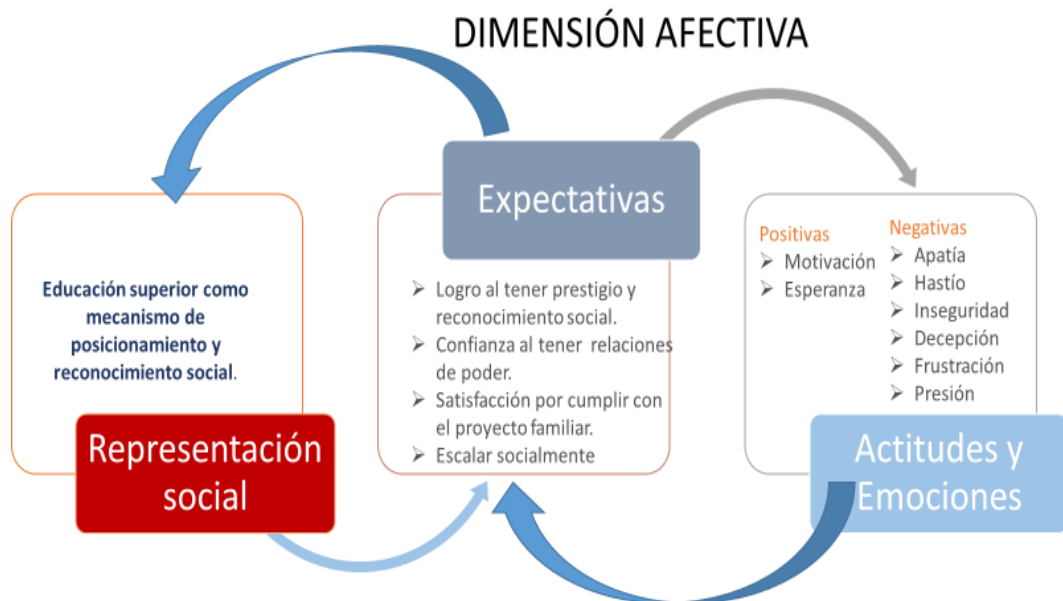 DIMENSIÓN AFECTIVA
Educación superior como
mecanismo de
posicionamiento y
reconocimiento social.
Representación
social
Expectativas
➢ Logro al tener prestigio y
reconocimiento social.
➢ Confianza al tener relaciones
de poder.
➢ Satisfacción por cumplir con
el proyecto familiar.
➢ Escalar socialmente
Positivas
➢ Motivación
➢ Esperanza
Negativas
➢ Apatía
➢ Hastío
➢ Inseguridad
➢ Decepción
➢ Frustración
➢ Presión
Actitudes y
Emociones